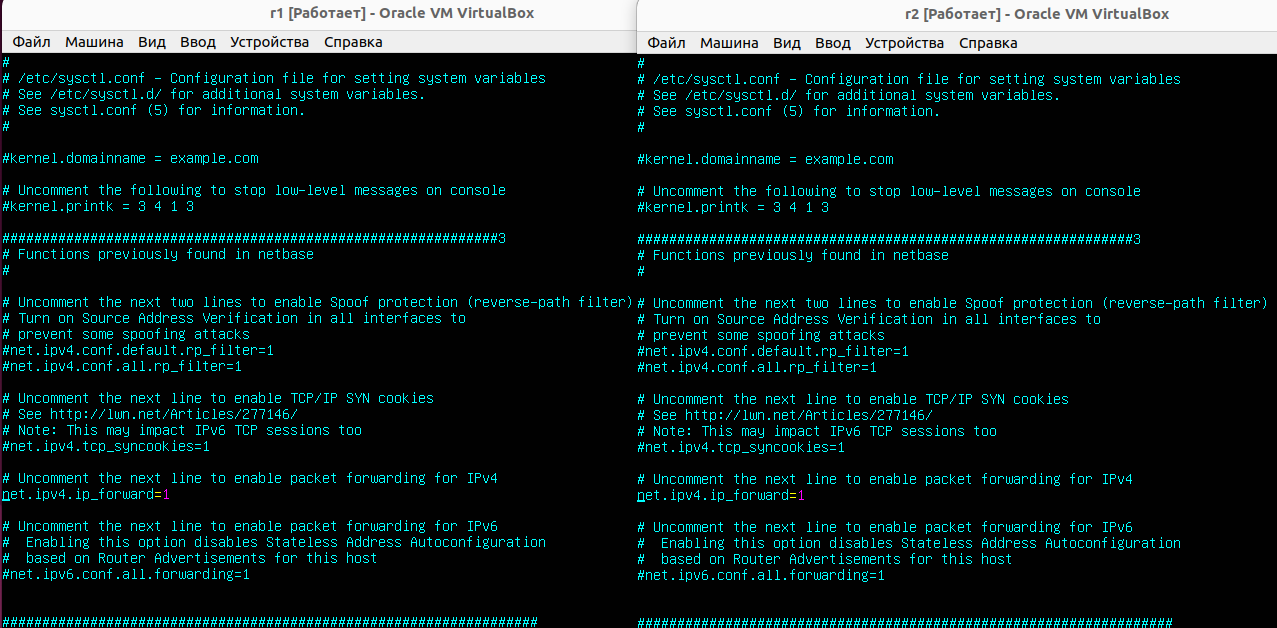 r1 [Работает] - Oracle VM VirtualBox
Файл Машина Вид Ввод Устройства Справка
#
# /etc/sysctl.conf - Configuration file for setting system variables
# See /etc/sysctl.d/ for additional system variables.
# See sysctl.conf (5) for information.
#
#kernel.domainname = example.com
# Uncomment the following to stop low-level messages on console
#kernel.printk = 3 4 1 3
##############################################################3
# Functions previously found in netbase
#
# Uncomment the next two lines to enable Spoof protection (reverse-path filter)
# Turn on Source Address Verification in all interfaces to
# prevent some spoofing attacks
#net.ipv4.conf.default.rp_filter=1
#net.ipv4.conf.all.rp_filter=1
# Uncomment the next line to enable TCP/IP SYN cookies
# See http://lwn.net/Articles/277146/
# Note: This may impact IPv6 TCP sessions too
#net.ipv4.tcp_syncookies=1
# Uncomment the next line to enable packet forwarding for IPv4
net.ipv4.ip_forward=1
# Uncomment the next line to enable packet forwarding for IPv6
#  Enabling this option disables Stateless Address Autoconfiguration
#  based on Router Advertisements for this host
#net.ipv6.conf.all.forwarding=1
###################################################################
r2 [Работает] - Oracle VM VirtualBox
Файл Машина Вид Ввод Устройства Справка
#
# /etc/sysctl.conf - Configuration file for setting system variables
# See /etc/sysctl.d/ for additional system variables.
# See sysctl.conf (5) for information.
#
#kernel.domainname = example.com
# Uncomment the following to stop low-level messages on console
#kernel.printk = 3 4 1 3
##############################################################3
# Functions previously found in netbase
#
# Uncomment the next two lines to enable Spoof protection (reverse-path filter)
# Turn on Source Address Verification in all interfaces to
# prevent some spoofing attacks
#net.ipv4.conf.default.rp_filter=1
#net.ipv4.conf.all.rp_filter=1
# Uncomment the next line to enable TCP/IP SYN cookies
# See http://lwn.net/Articles/277146/
# Note: This may impact IPv6 TCP sessions too
#net.ipv4.tcp_syncookies=1
# Uncomment the next line to enable packet forwarding for IPv4
net.ipv4.ip_forward=1
# Uncomment the next line to enable packet forwarding for IPv6
#  Enabling this option disables Stateless Address Autoconfiguration
#  based on Router Advertisements for this host
#net.ipv6.conf.all.forwarding=1
###################################################################